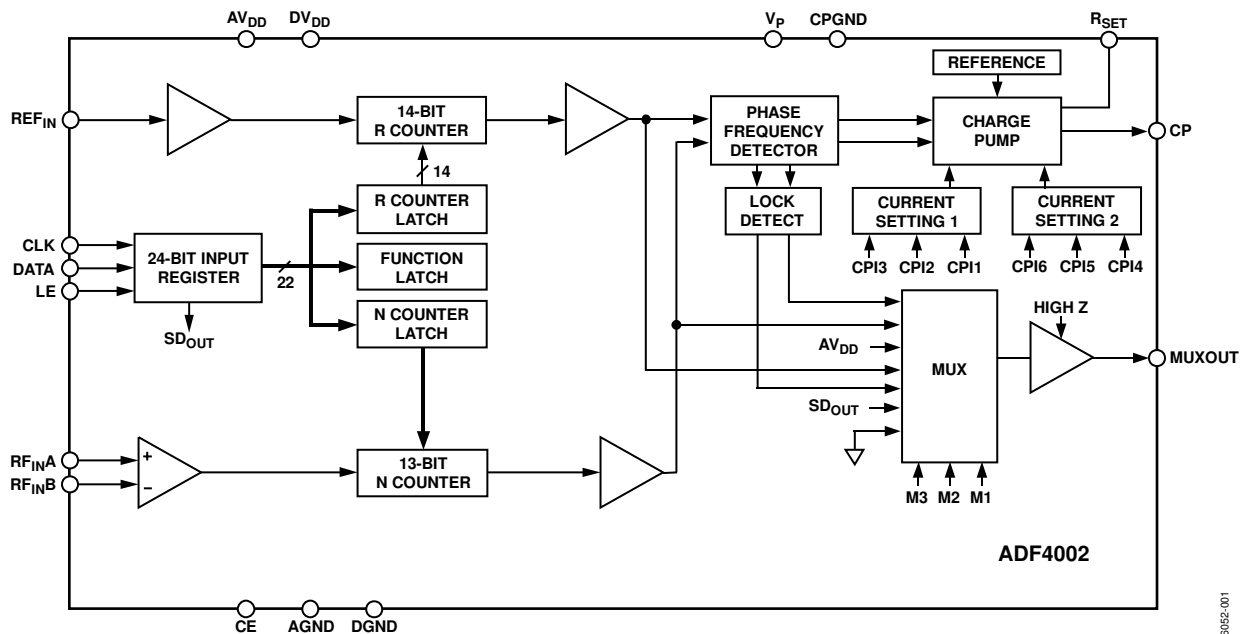 AVDD DVDD VP CPGND RSET
REFERENCE
REFIN
14-BIT
R COUNTER
PHASE
FREQUENCY
DETECTOR
CHARGE
PUMP
CP
14
R COUNTER
LATCH
LOCK
DETECT
CURRENT
SETTING 1
CURRENT
SETTING 2
CLK
DATA
LE
24-BIT INPUT
REGISTER
22
FUNCTION
LATCH
CPI3 CPI2 CPI1 CPI6 CPI5 CPI4
N COUNTER
LATCH
SDOUT
HIGH Z
AVDD
MUX
MUXOUT
SDOUT
RFINA
RFINB
+
–
13-BIT
N COUNTER
M3 M2 M1
ADF4002
CE AGND DGND